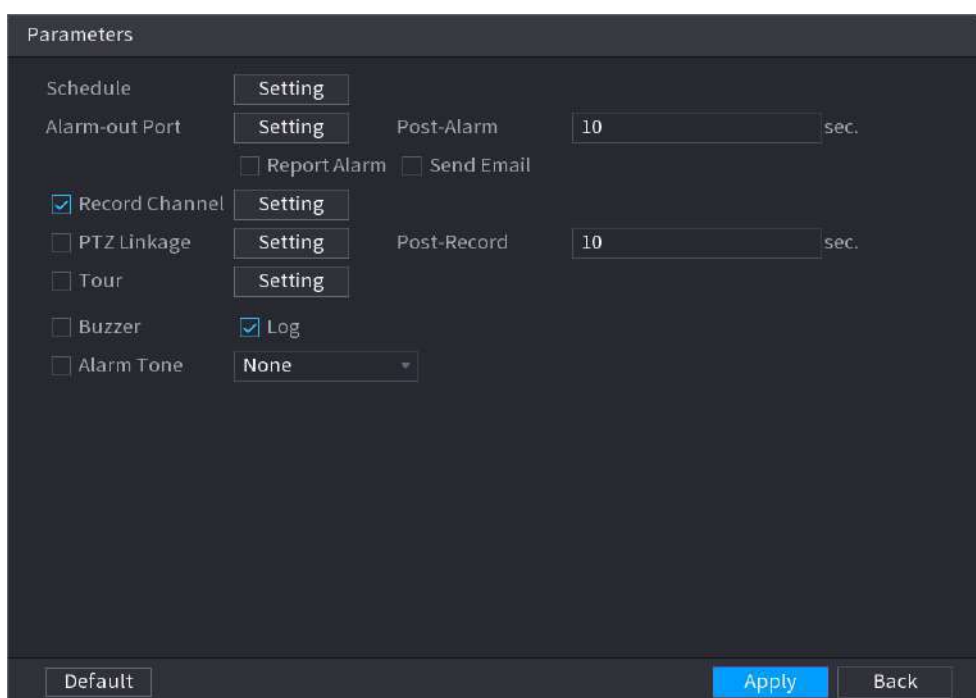 Parameters
Schedule Setting
Alarm-out Port Setting Post-Alarm 10 sec.
Report Alarm Send Email
Record Channel Setting
PTZ Linkage Setting Post-Record 10 sec.
Tour Setting
Buzzer Log
Alarm Tone None
Default Apply Back